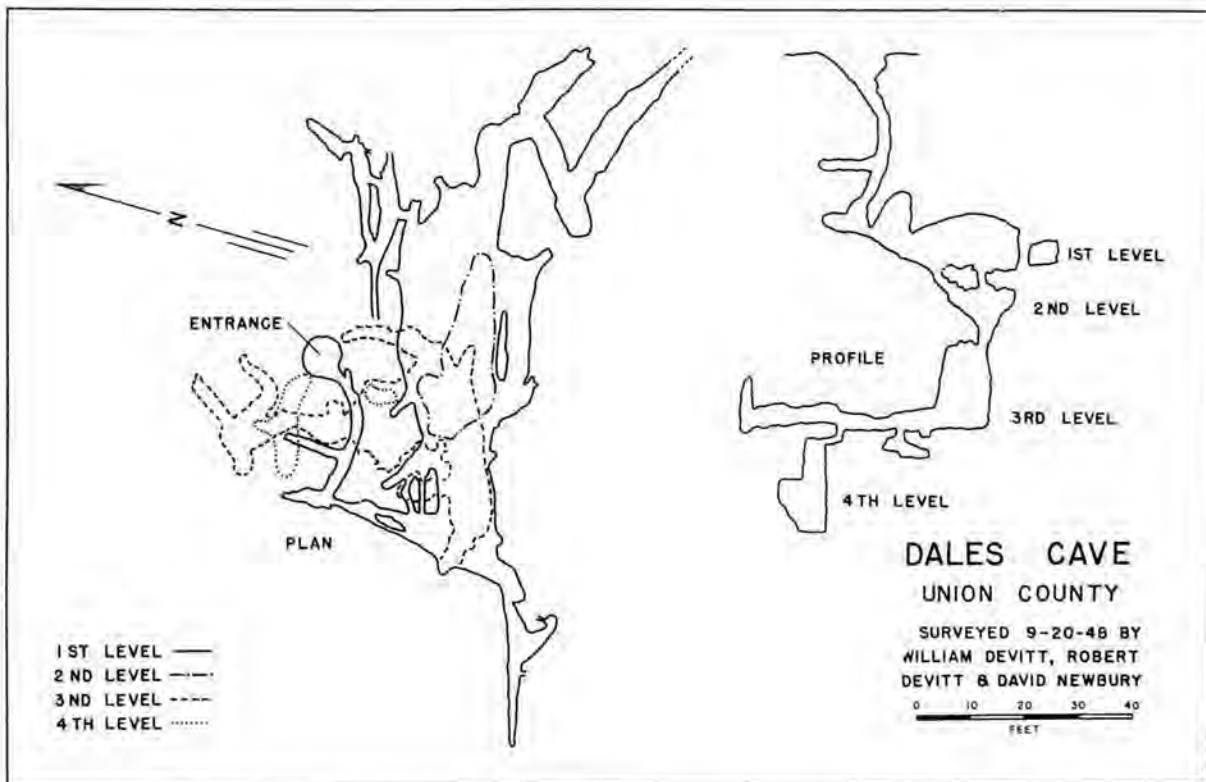 N
ENTRANCE
PLAN
1ST LEVEL
2ND LEVEL
3ND LEVEL
4TH LEVEL
1ST LEVEL
2ND LEVEL
PROFILE
3RD LEVEL
4TH LEVEL
DALES CAVE
UNION COUNTY
SURVEYED 9-20-48 BY
WILLIAM DEVITT, ROBERT
DEVITT & DAVID NEWBURY
0 10 20 30 40
FEET